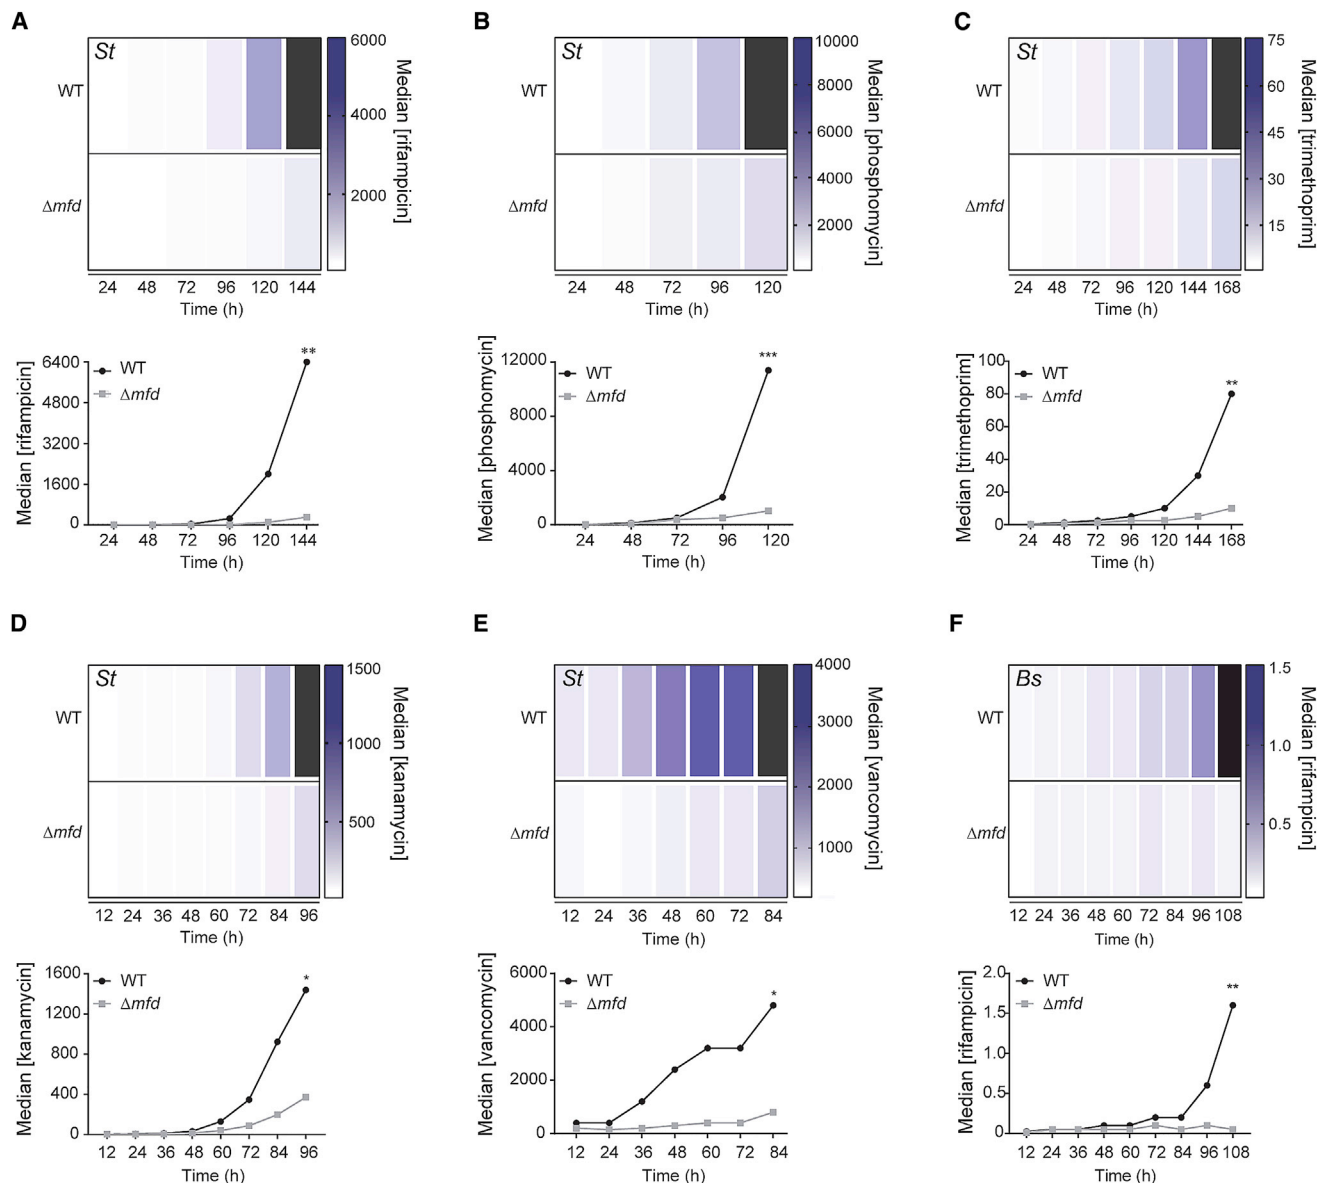 A
St
WT
Δmfd
6000
4000
2000
Median [rifampicin]
24 48 72 96 120 144
Time (h)
6400
4800
3200
1600
0
Median [rifampicin]
WT
Δmfd
**
24 48 72 96 120 144
Time (h)
B
St
10000
8000
6000
4000
2000
Median [phosphomycin]
24 48 72 96 120
Time (h)
12000
8000
4000
0
Median [phosphomycin]
WT
Δmfd
***
24 48 72 96 120
Time (h)
C
St
WT
Δmfd
75
60
45
30
15
Median [trimethoprim]
24 48 72 96 120 144 168
Time (h)
100
80
60
40
20
0
Median [trimethoprim]
WT
Δmfd
**
24 48 72 96 120 144 168
Time (h)
D
St
WT
Δmfd
1500
1000
500
Median [kanamycin]
12 24 36 48 60 72 84 96
Time (h)
1600
1200
800
400
0
Median [kanamycin]
WT
Δmfd
*
12 24 36 48 60 72 84 96
Time (h)
E
St
WT
Δmfd
4000
3000
2000
1000
Median [vancomycin]
12 24 36 48 60 72 84
Time (h)
6000
4000
2000
0
Median [vancomycin]
WT
Δmfd
*
12 24 36 48 60 72 84
Time (h)
F
Bs
WT
Δmfd
1.5
1.0
0.5
Median [rifampicin]
12 24 36 48 60 72 84 96 108
Time (h)
2.0
1.5
1.0
0.5
0
Median [rifampicin]
WT
Δmfd
**
12 24 36 48 60 72 84 96 108
Time (h)